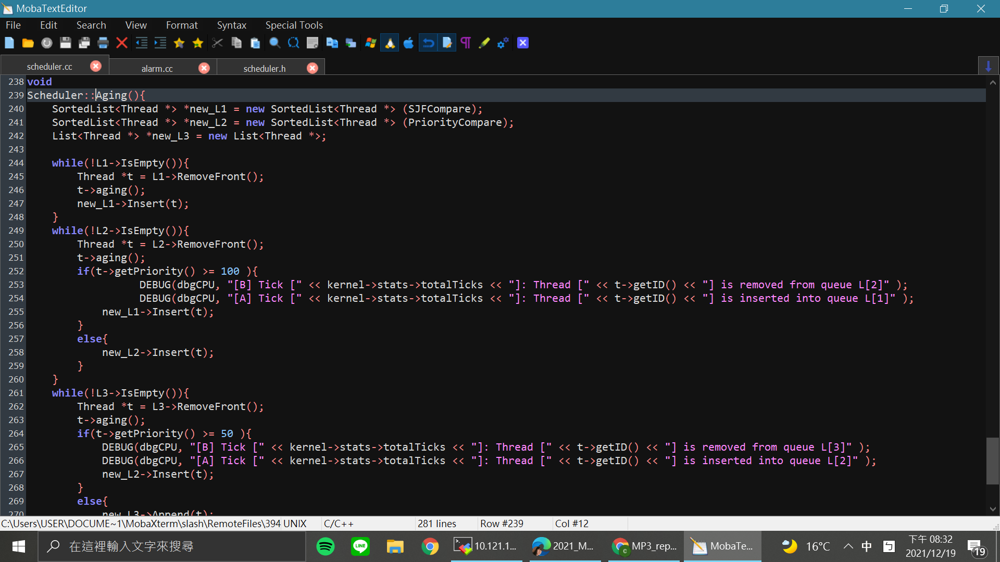 MobaTextEditor
File Edit Search View Format Syntax Special Tools
scheduler.cc alarm.cc scheduler.h
238 void
239 Scheduler::Aging(){
240     SortedList<Thread *> *new_L1 = new SortedList<Thread *> (SJFCompare);
241     SortedList<Thread *> *new_L2 = new SortedList<Thread *> (PriorityCompare);
242     List<Thread *> *new_L3 = new List<Thread *>;
243
244     while(!L1->IsEmpty()){
245         Thread *t = L1->RemoveFront();
246         t->aging();
247         new_L1->Insert(t);
248     }
249     while(!L2->IsEmpty()){
250         Thread *t = L2->RemoveFront();
251         t->aging();
252         if(t->getPriority() >= 100 ){
253                   DEBUG(dbgCPU, "[B] Tick [" << kernel->stats->totalTicks << "]: Thread [" << t->getID() << "] is removed from queue L[2]" );
254                   DEBUG(dbgCPU, "[A] Tick [" << kernel->stats->totalTicks << "]: Thread [" << t->getID() << "] is inserted into queue L[1]" );
255             new_L1->Insert(t);
256         }
257         else{
258             new_L2->Insert(t);
259         }
260     }
261     while(!L3->IsEmpty()){
262         Thread *t = L3->RemoveFront();
263         t->aging();
264         if(t->getPriority() >= 50 ){
265             DEBUG(dbgCPU, "[B] Tick [" << kernel->stats->totalTicks << "]: Thread [" << t->getID() << "] is removed from queue L[3]" );
266             DEBUG(dbgCPU, "[A] Tick [" << kernel->stats->totalTicks << "]: Thread [" << t->getID() << "] is inserted into queue L[2]" );
267             new_L2->Insert(t);
268         }
269         else{
270             new_L3->Append(t);
C:\Users\USER\DOCUME~1\MobaXterm\slash\RemoteFiles\394 UNIX C/C++ 281 lines Row #239 Col #12
在這裡輸入文字來搜尋 LINE 10.121.1... 2021_M... MP3_rep... MobaTe... 16°C 中 ㄅ 下午 08:32
2021/12/19 19